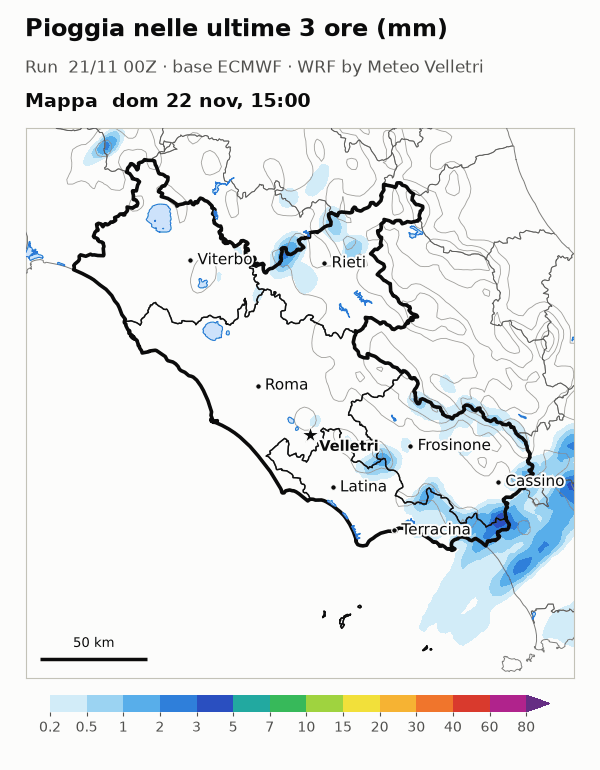 Pioggia nelle ultime 3 ore (mm)
Run  21/11 00Z · base ECMWF · WRF by Meteo Velletri
Mappa  dom 22 nov, 15:00
Viterbo
Rieti
Roma
Velletri
Frosinone
Cassino
Latina
Terracina
50 km
0.2 0.5 1 2 3 5 7 10 15 20 30 40 60 80